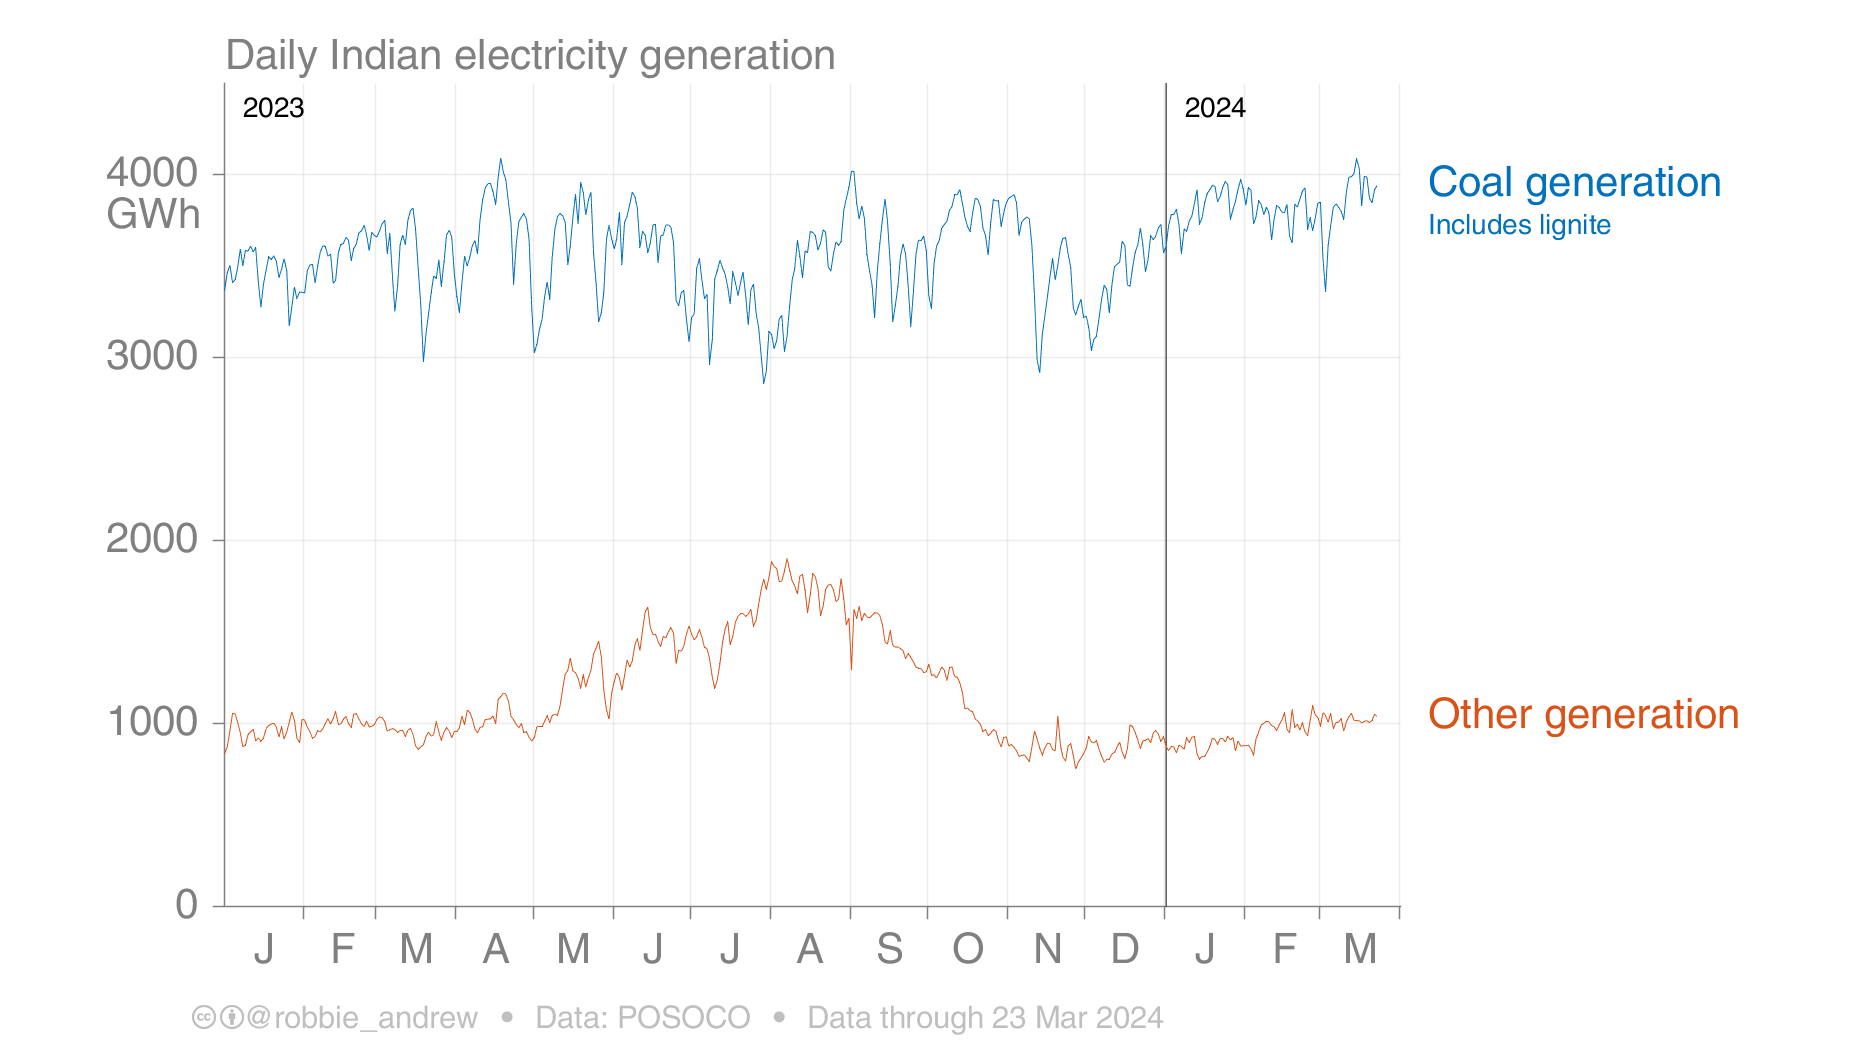 Daily Indian electricity generation
2023
2024
4000
GWh
3000
2000
1000
0
Coal generation
Includes lignite
Other generation
J F M A M J J A S O N D J F M
cc @robbie_andrew • Data: POSOCO • Data through 23 Mar 2024